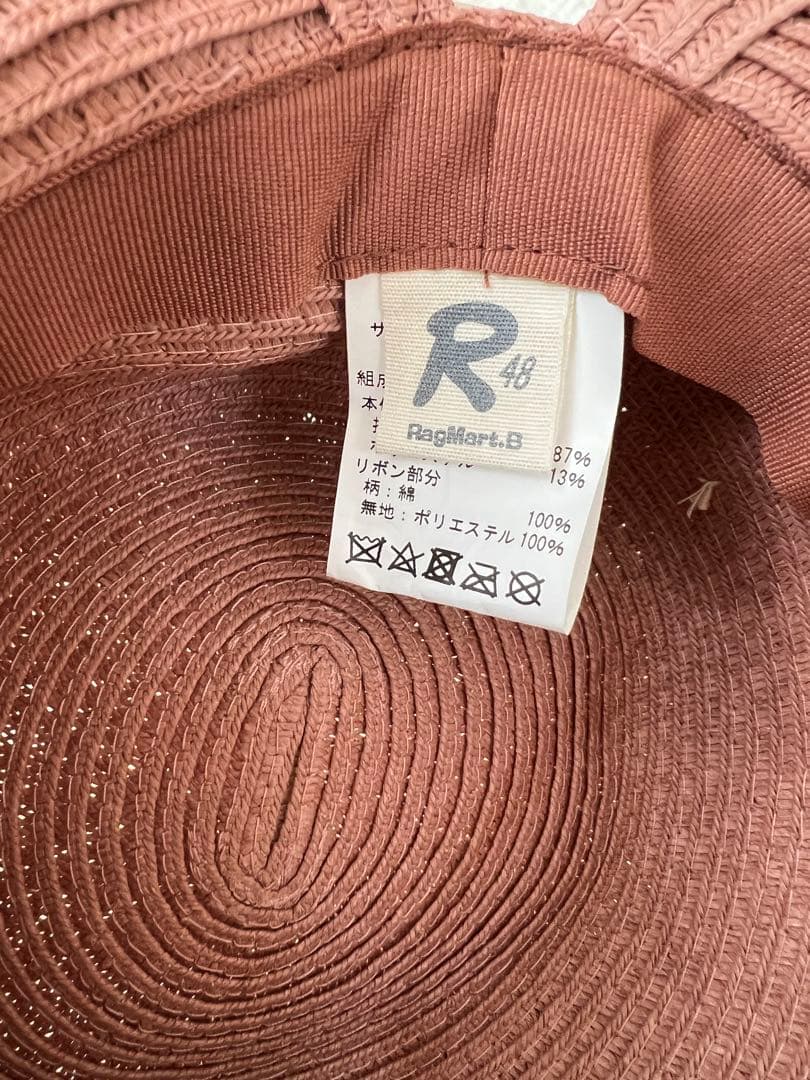 R
48
RagMart.B
サ
組成
本
87%
13%
リボン部分
柄：綿 100%
無地：ポリエステル 100%